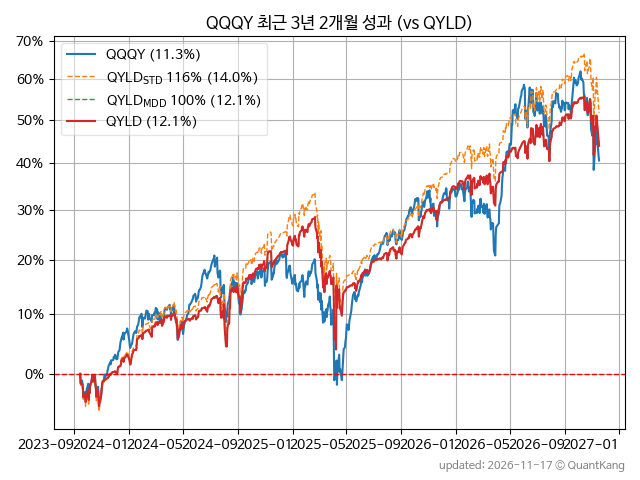 QQQY 최근 3년 2개월 성과 (vs QYLD)
70%
60%
50%
40%
30%
20%
10%
0%
QQQY (11.3%)
QYLDSTD 116% (14.0%)
QYLDMDD 100% (12.1%)
QYLD (12.1%)
2023-09 2024-01 2024-05 2024-09 2025-01 2025-05 2025-09 2026-01 2026-05 2026-09 2027-01
updated: 2026-11-17 © QuantKang